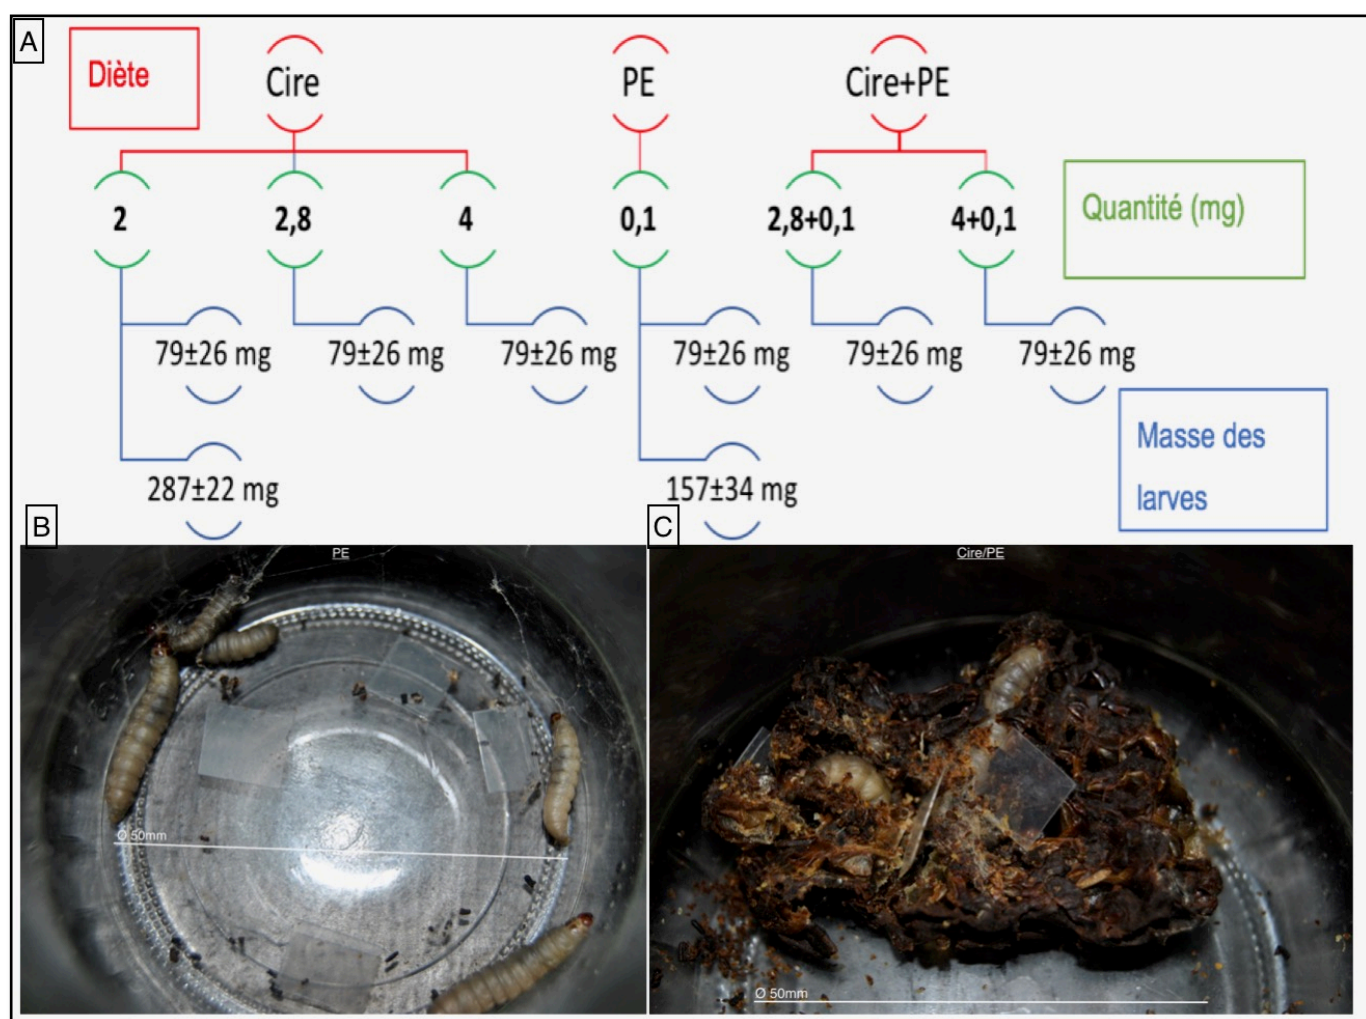 A
Diète
Cire
PE
Cire+PE
2
2,8
4
0,1
2,8+0,1
4+0,1
Quantité (mg)
79±26 mg
79±26 mg
79±26 mg
79±26 mg
79±26 mg
79±26 mg
Masse des
larves
287±22 mg
157±34 mg
B
PE
Ø 50mm
C
Cire/PE
Ø 50mm